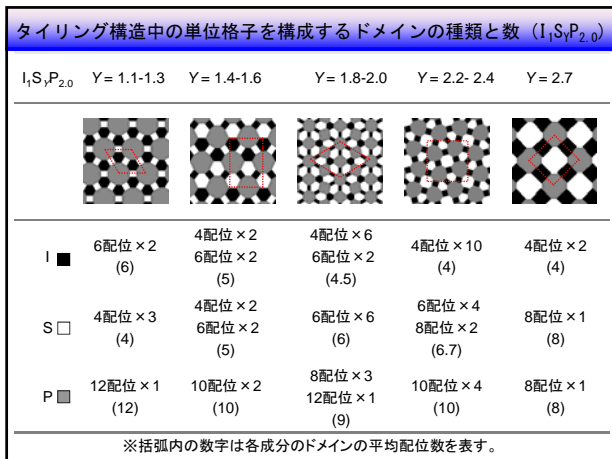 タイリング構造中の単位格子を構成するドメインの種類と数（I₁SᵧP₂.₀）
I₁SᵧP₂.₀ Y = 1.1-1.3 Y = 1.4-1.6 Y = 1.8-2.0 Y = 2.2- 2.4 Y = 2.7
I ■ 6配位×2 (6) 4配位×2 6配位×2 (5) 4配位×6 6配位×2 (4.5) 4配位×10 (4) 4配位×2 (4)
S □ 4配位×3 (4) 4配位×2 6配位×2 (5) 6配位×6 (6) 6配位×4 8配位×2 (6.7) 8配位×1 (8)
P ■ 12配位×1 (12) 10配位×2 (10) 8配位×3 12配位×1 (9) 10配位×4 (10) 8配位×1 (8)
※括弧内の数字は各成分のドメインの平均配位数を表す。